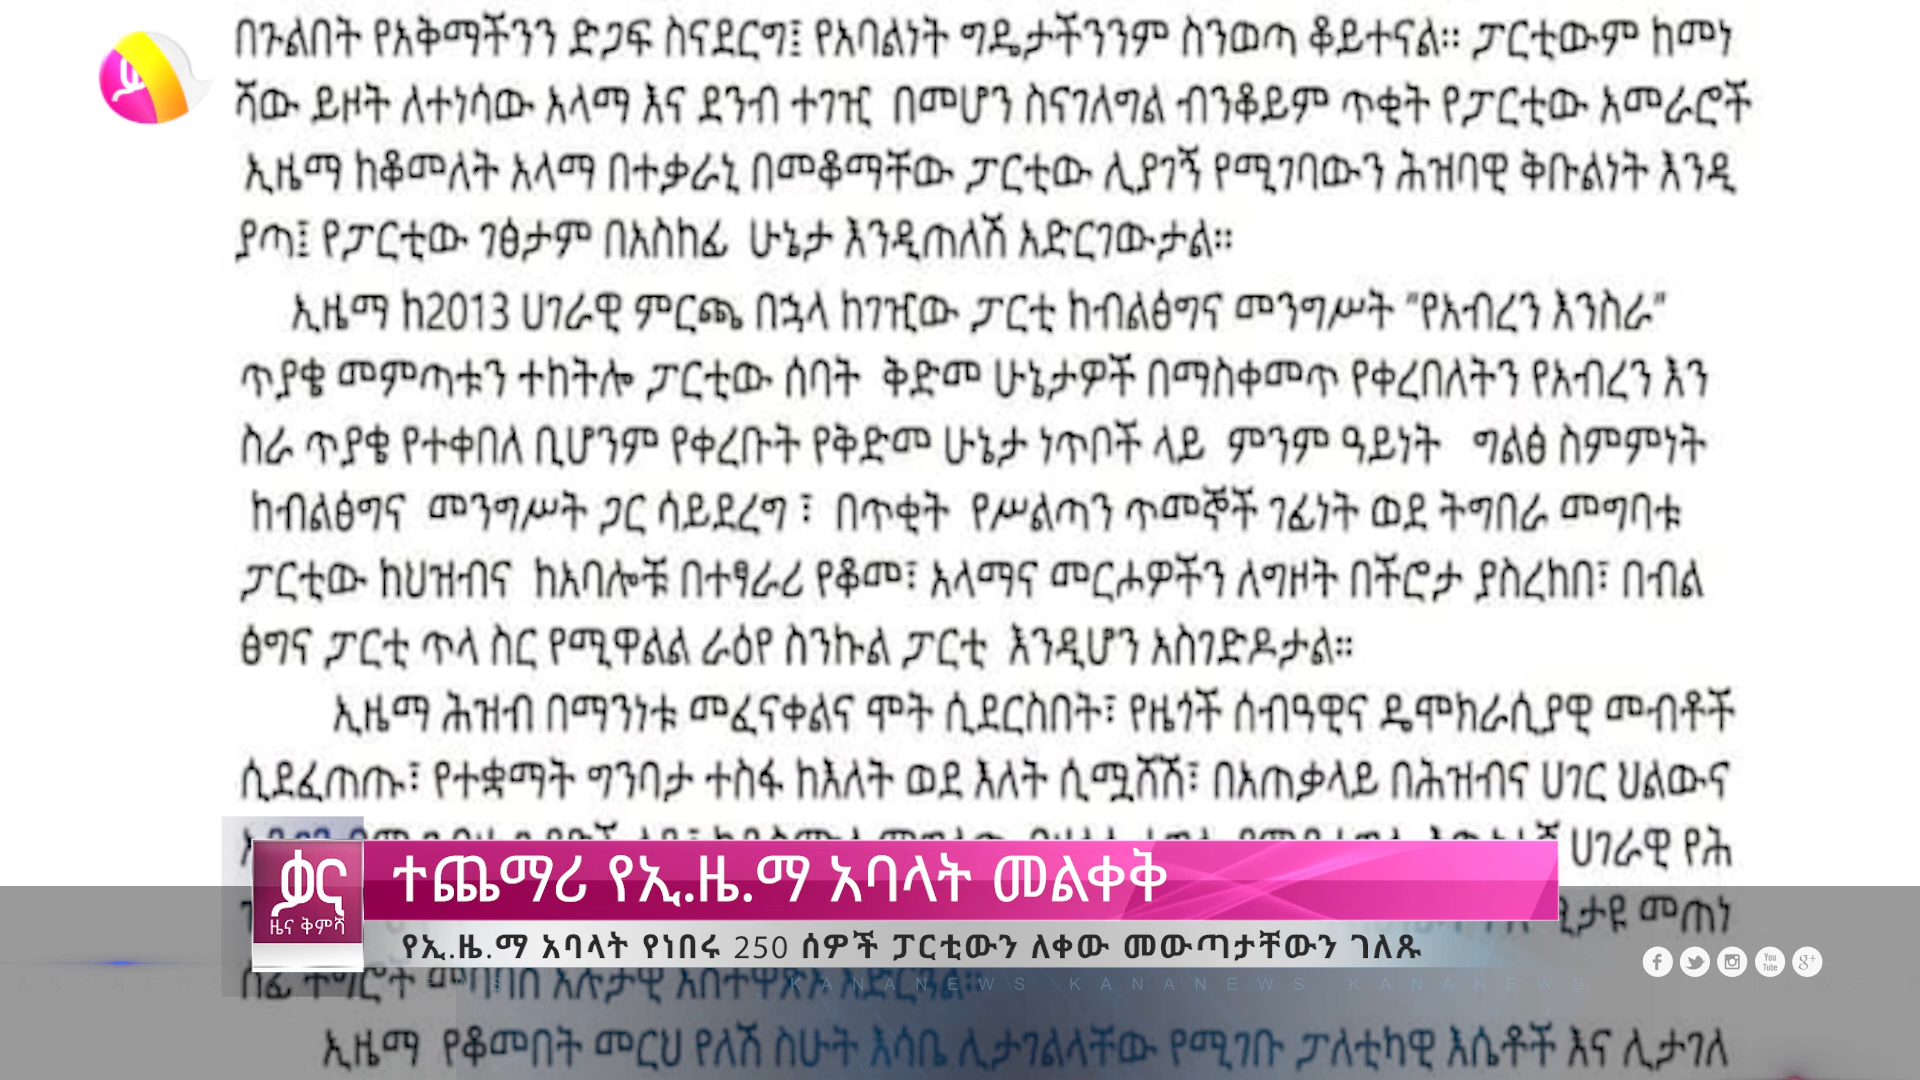 በጉልበት የአቅማችንን ድጋፍ ስናደርግ፤ የአባልነት ግዴታችንንም ስንወጣ ቆይተናል። ፓርቲውም ከመነ
ሻው ይዞት ለተነሳው አላማ እና ደንብ ተገዢ በመሆን ስናገለግል ብንቆይም ጥቂት የፓርቲው አመራሮች
ኢዜማ ከቆመለት አላማ በተቃራኒ በመቆማቸው ፓርቲው ሊያገኝ የሚገባውን ሕዝባዊ ቅቡልነት እንዲ
ያጣ፤ የፓርቲው ገፅታም በአስከፊ ሁኔታ እንዲጠለሽ አድርገውታል።
ኢዜማ ከ2013 ሀገራዊ ምርጫ በኋላ ከገዢው ፓርቲ ከብልፅግና መንግሥት “የአብረን እንስራ”
ጥያቄ መምጣቱን ተከትሎ ፓርቲው ሰባት ቅድመ ሁኔታዎች በማስቀመጥ የቀረበለትን የአብረን እን
ስራ ጥያቄ የተቀበለ ቢሆንም የቀረቡት የቅድመ ሁኔታ ነጥቦች ላይ ምንም ዓይነት ግልፅ ስምምነት
ከብልፅግና መንግሥት ጋር ሳይደረግ ፣ በጥቂት የሥልጣን ጥመኞች ገፊነት ወደ ትግበራ መግባቱ
ፓርቲው ከህዝብና ከአባሎቹ በተፃራሪ የቆመ፣ አላማና መርሖዎችን ለግዞት በችሮታ ያስረከበ፣ በብል
ፅግና ፓርቲ ጥላ ስር የሚዋልል ራዕየ ስንኩል ፓርቲ እንዲሆን አስገድዶታል።
ኢዜማ ሕዝብ በማንነቱ መፈናቀልና ሞት ሲደርስበት፣ የዜጎች ሰብዓዊና ዴሞክራሲያዊ መብቶች
ሲደፈጠጡ፣ የተቋማት ግንባታ ተስፋ ከእለት ወደ እለት ሲሟሽሽ፣ በአጠቃላይ በሕዝብና ሀገር ህልውና
ሀገራዊ የሕ
ተጨማሪ የኢ.ዜ.ማ አባላት መልቀቅ
ቃና
ዜና ቅምሻ
መጠነ
የኢ.ዜ.ማ አባላት የነበሩ 250 ሰዎች ፓርቲውን ለቀው መውጣታቸውን ገለጹ
KANANEWS KANANEWS KANANEWS
You Tube
g+
ኢዜማ የቆመበት መርህ የለሽ ስሁት እሳቤ ሊታገልላቸው የሚገቡ ፓለቲካዊ እሴቶች እና ሊታገለ